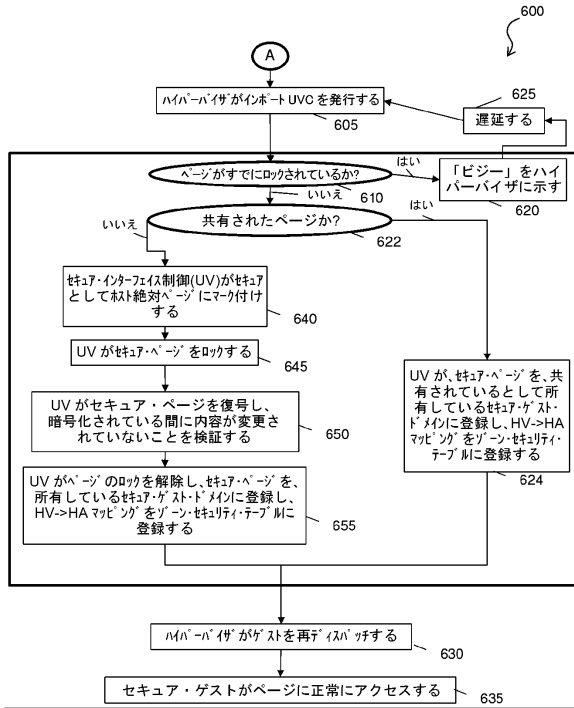 600
A
ハイパーバイザがインポート UVC を発行する
605
625
遅延する
ページがすでにロックされているか?
610
はい
「ビジー」をハイ
パーバイザに示す
620
いいえ
共有されたページか?
622
はい
いいえ
セキュア・インターフェイス制御(UV)がセキュア
としてホスト絶対ページにマーク付け
する
640
UV がセキュア・ページをロックする
645
UV がセキュア・ページを復号し、
暗号化されている間に内容が変更さ
れていないことを検証する
650
UV がページのロックを解除し、セキュア・ページを、
所有しているセキュア・ゲスト・ドメインに登録し、
HV->HA マッピングをゾーン・セキュリティ・テーブルに
登録する
655
UV が、セキュア・ページを、共
有されているとして所
有しているセキュア・ゲスト・
ドメインに登録し、HV->HA
マッピングをゾーン・セキュリティ・
テーブルに登録する
624
ハイパーバイザがゲストを再ディスパッチする
630
セキュア・ゲストがページに正常にアクセスする
635